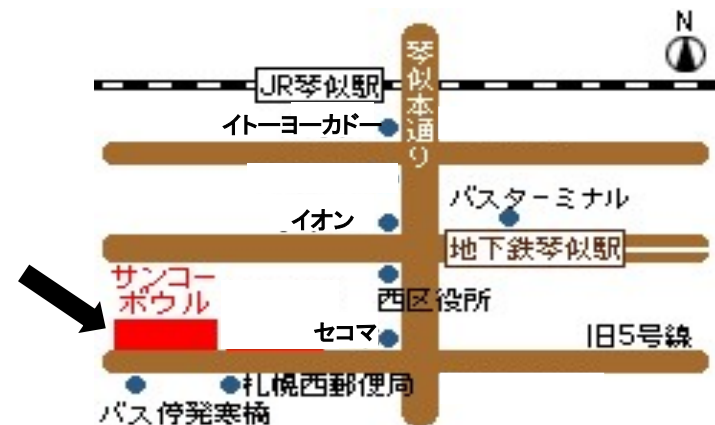 N
琴似本通り
JR琴似駅
イトーヨーカドー
バスターミナル
イオン
地下鉄琴似駅
サンコー
ボウル
西区役所
セコマ
旧5号線
札幌西郵便局
バス停発寒橋